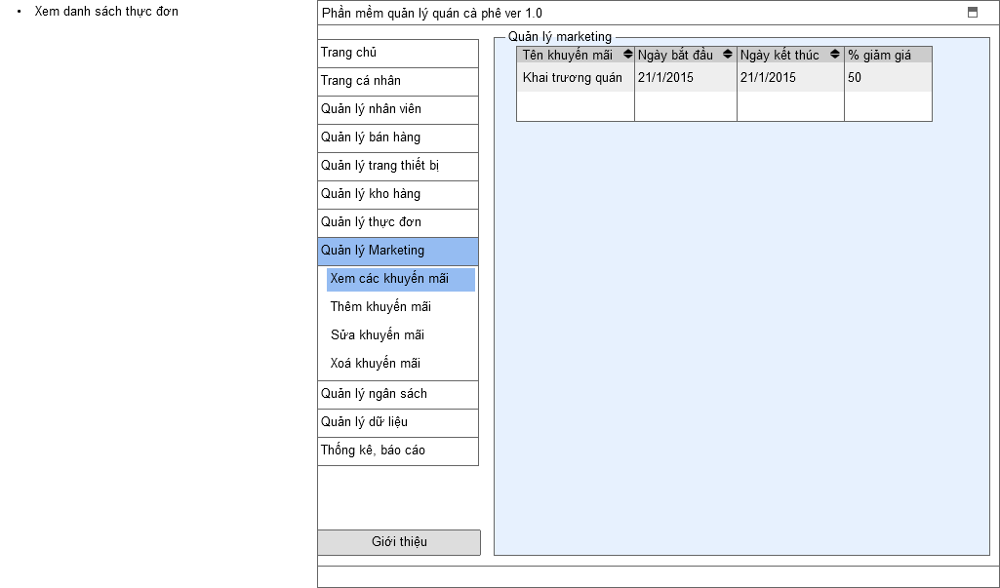 • Xem danh sách thực đơn
Phần mềm quản lý quán cà phê ver 1.0
Trang chủ
Trang cá nhân
Quản lý nhân viên
Quản lý bán hàng
Quản lý trang thiết bị
Quản lý kho hàng
Quản lý thực đơn
Quản lý Marketing
Xem các khuyến mãi
Thêm khuyến mãi
Sửa khuyến mãi
Xoá khuyến mãi
Quản lý ngân sách
Quản lý dữ liệu
Thống kê, báo cáo
Giới thiệu
Quản lý marketing
Tên khuyến mãi Ngày bắt đầu Ngày kết thúc % giảm giá
Khai trương quán 21/1/2015 21/1/2015 50